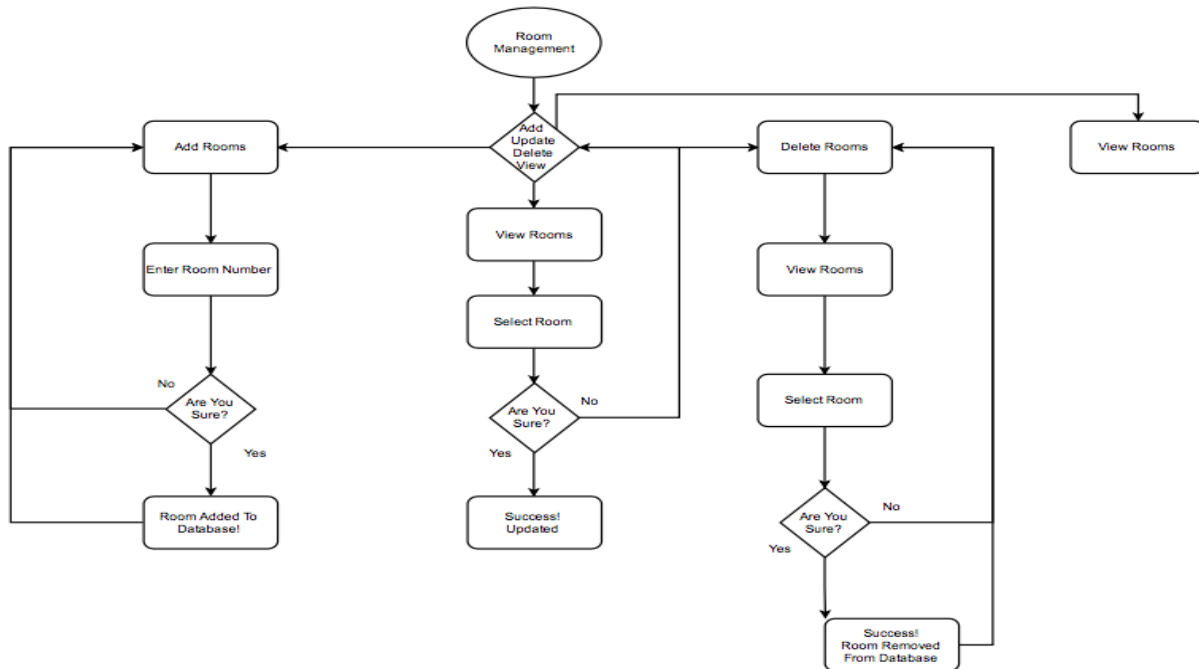 Room
Management
Add
Update
Delete
View
Add Rooms
Delete Rooms
View Rooms
View Rooms
Enter Room Number
View Rooms
Select Room
No
Are You
Sure?
Yes
Are You
Sure?
No
Yes
Select Room
Room Added To
Database!
Success!
Updated
Are You
Sure?
No
Yes
Success!
Room Removed
From Database